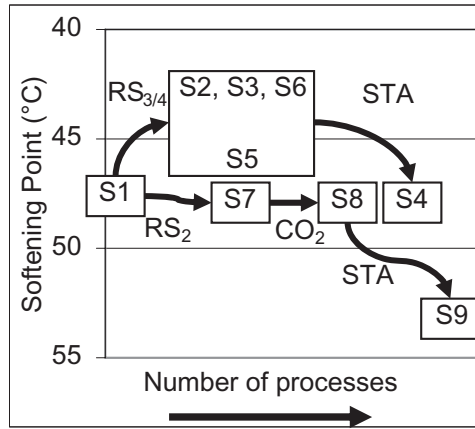 Softening Point (°C)
40
45
50
55
RS3/4
S2, S3, S6
S5
STA
S1
RS2
S7
CO2
S8
S4
STA
S9
Number of processes